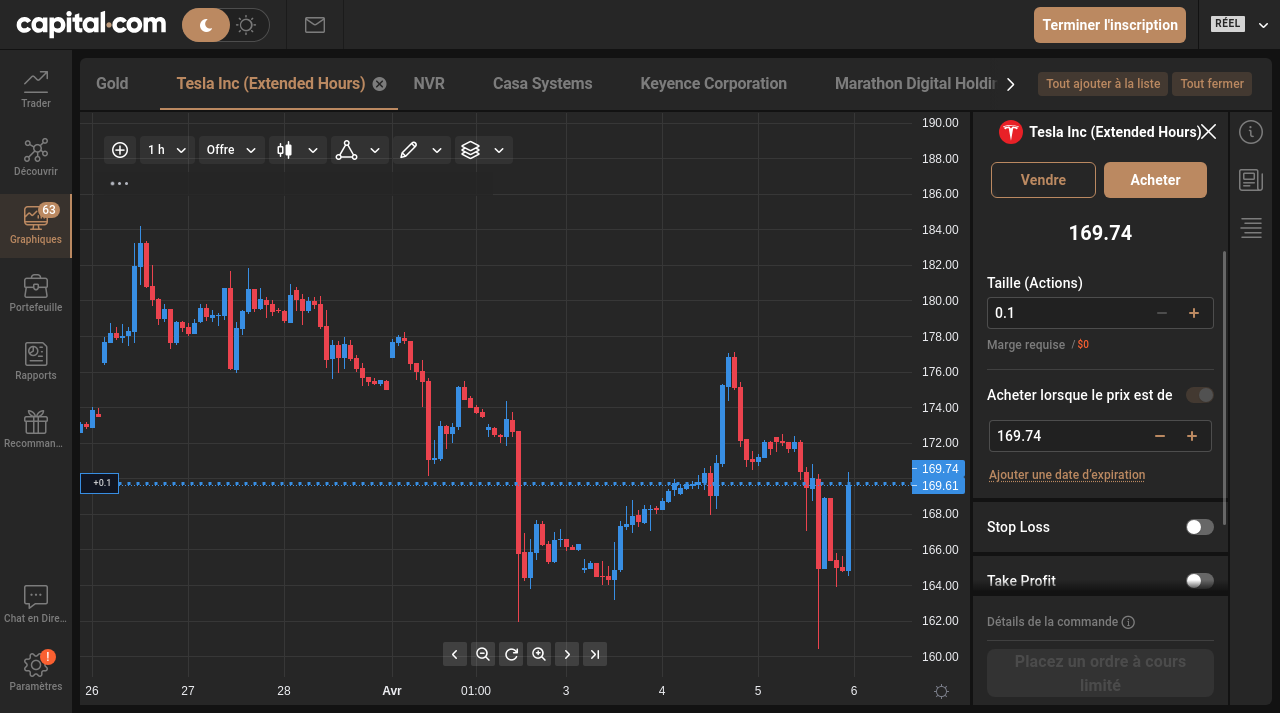 capital.com
Terminer l'inscription
RÉEL
Trader
Découvrir
63
Graphiques
Portefeuille
Rapports
Recomman...
Chat en Dire...
!
Paramètres
Gold
Tesla Inc (Extended Hours)
NVR
Casa Systems
Keyence Corporation
Marathon Digital Holdin
Tout ajouter à la liste
Tout fermer
1 h
Offre
190.00
188.00
186.00
184.00
182.00
180.00
178.00
176.00
174.00
172.00
169.74
169.61
168.00
166.00
164.00
162.00
160.00
+0.1
26
27
28
Avr
01:00
3
4
5
6
Tesla Inc (Extended Hours)
Vendre
Acheter
169.74
Taille (Actions)
0.1
Marge requise / $0
Acheter lorsque le prix est de
169.74
Ajouter une date d'expiration
Stop Loss
Take Profit
Détails de la commande
Placez un ordre à cours
limité